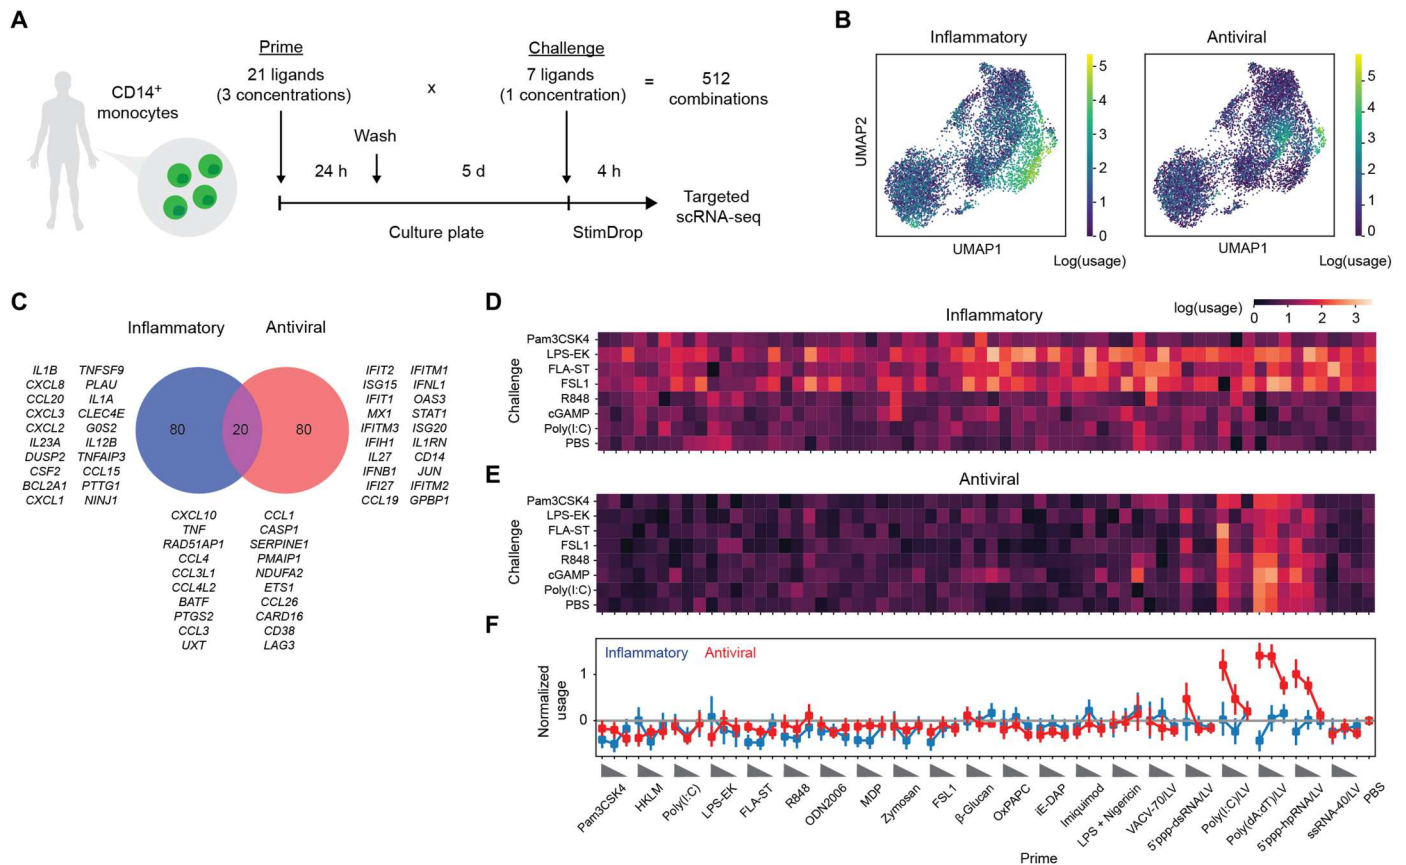 A
Prime
21 ligands
(3 concentrations)
x
Challenge
7 ligands
(1 concentration)
=
512
combinations
CD14+
monocytes
Wash
24 h
5 d
4 h
Culture plate
StimDrop
Targeted
scRNA-seq
B
Inflammatory
Antiviral
UMAP2
UMAP1
UMAP1
5
4
3
2
1
0
Log(usage)
5
4
3
2
1
0
Log(usage)
C
Inflammatory
Antiviral
80
20
80
IL1B TNFSF9
CXCL8 PLAU
CCL20 IL1A
CXCL3 CLEC4E
CXCL2 G0S2
IL23A IL12B
DUSP2 TNFAIP3
CSF2 CCL15
BCL2A1 PTTG1
CXCL1 NINJ1
IFIT2 IFITM1
ISG15 IFNL1
IFIT1 OAS3
MX1 STAT1
IFITM3 ISG20
IFIH1 IL1RN
IL27 CD14
IFNB1 JUN
IFI27 IFITM2
CCL19 GPBP1
CXCL10 CCL1
TNF CASP1
RAD51AP1 SERPINE1
CCL4 PMAIP1
CCL3L1 NDUFA2
CCL4L2 ETS1
BATF CCL26
PTGS2 CARD16
CCL3 CD38
UXT LAG3
D
Inflammatory
log(usage)
0 1 2 3
Challenge
Pam3CSK4
LPS-EK
FLA-ST
FSL1
R848
cGAMP
Poly(I:C)
PBS
E
Antiviral
Challenge
Pam3CSK4
LPS-EK
FLA-ST
FSL1
R848
cGAMP
Poly(I:C)
PBS
F
Inflammatory Antiviral
Normalized
usage
1
0
Pam3CSK4
HKLM
Poly(I:C)
LPS-EK
FLA-ST
R848
ODN2006
MDP
Zymosan
FSL1
β-Glucan
OxPAPC
iE-DAP
Imiquimod
LPS + Nigericin
VACV-70/LV
5'ppp-dsRNA/LV
Poly(I:C)/LV
Poly(dA:dT)/LV
5'ppp-hpRNA/LV
ssRNA-40/LV
PBS
Prime